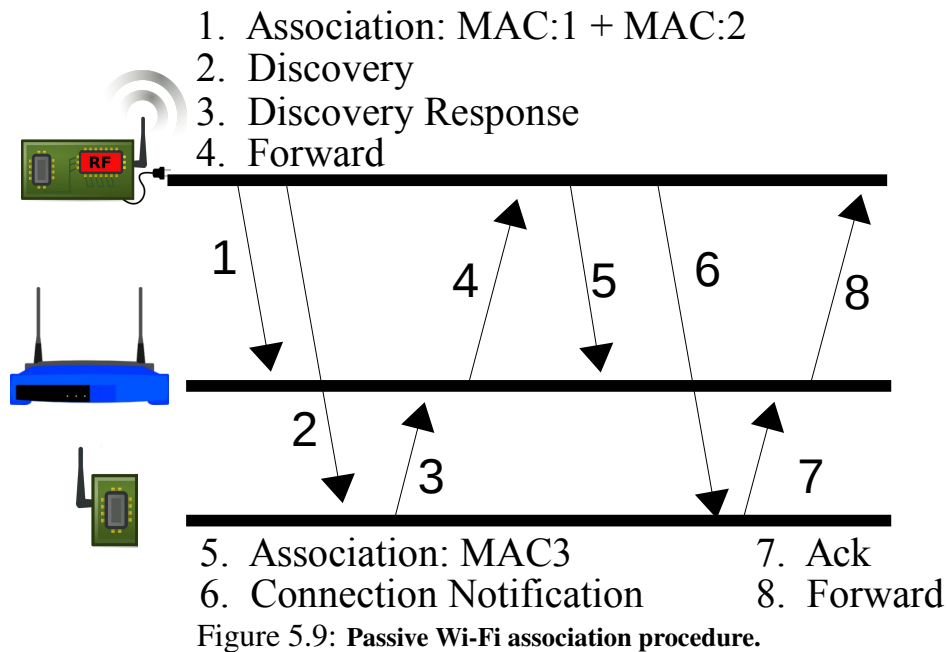 1. Association: MAC:1 + MAC:2
2. Discovery
3. Discovery Response
4. Forward
RF
1
4
5
6
8
2
3
7
5. Association: MAC3
6. Connection Notification
7. Ack
8. Forward
Figure 5.9: Passive Wi-Fi association procedure.